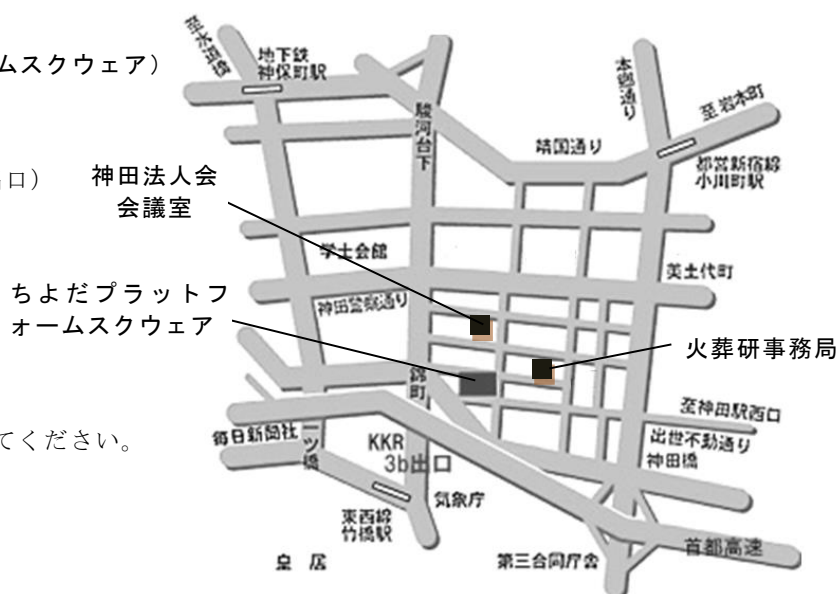 至水道橋
地下鉄
神保町駅
ムスクウェア）
本郷通り
至岩本町
駿河台下
靖国通り
都営新宿線
小川町駅
口）
神田法人会
会議室
学士会館
美土代町
ちよだプラットフ
ォームスクウェア
神田警察通り
火葬研事務局
錦町
至神田駅西口
毎日新聞社
一ツ橋
出世不動通り
神田橋
てください。
KKR
3b出口
気象庁
東西線
竹橋駅
首都高速
皇居
第三合同庁舎